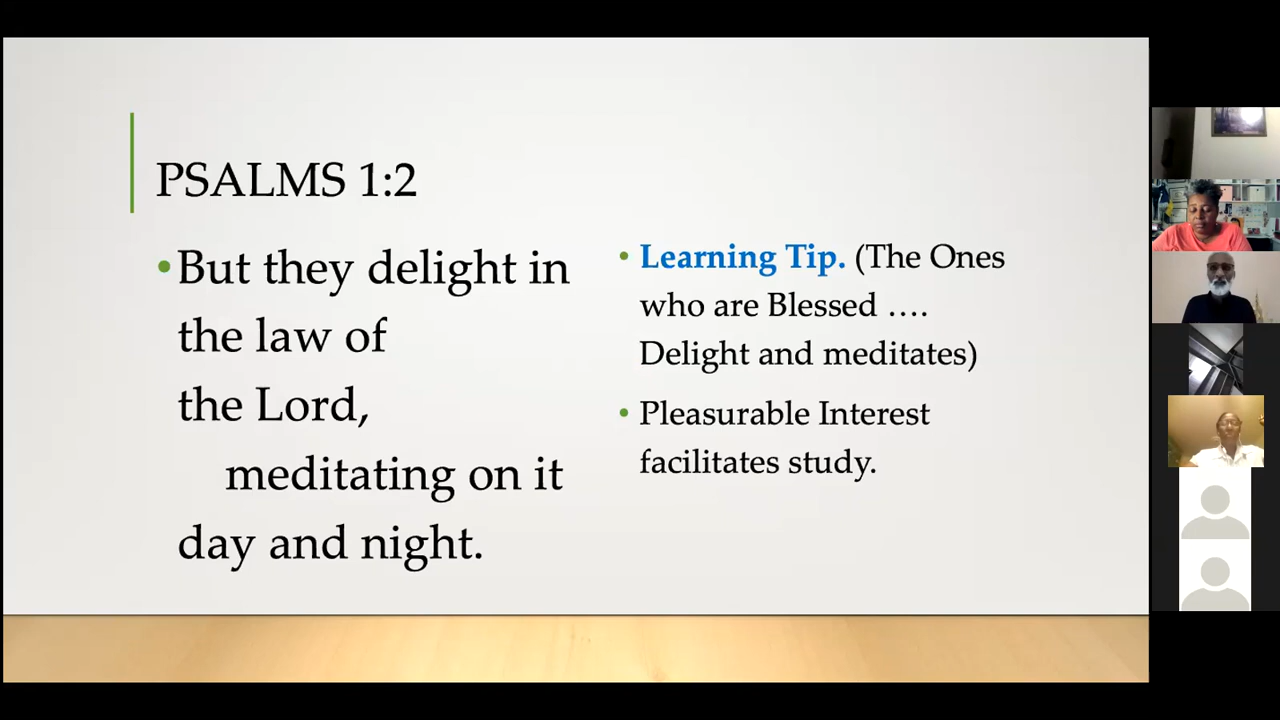 PSALMS 1:2
•But they delight in
the law of
the Lord,
meditating on it
day and night.
• Learning Tip. (The Ones
who are Blessed ….
Delight and meditates)
• Pleasurable Interest
facilitates study.